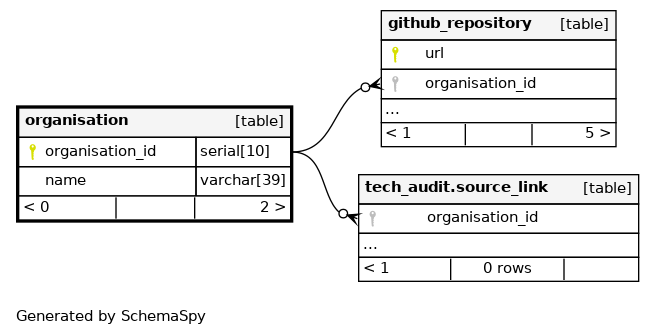 github_repository [table]
url
organisation_id
...
< 1 5 >
organisation [table]
organisation_id serial[10]
name varchar[39]
< 0 2 >
tech_audit.source_link [table]
organisation_id
...
< 1 0 rows
Generated by SchemaSpy